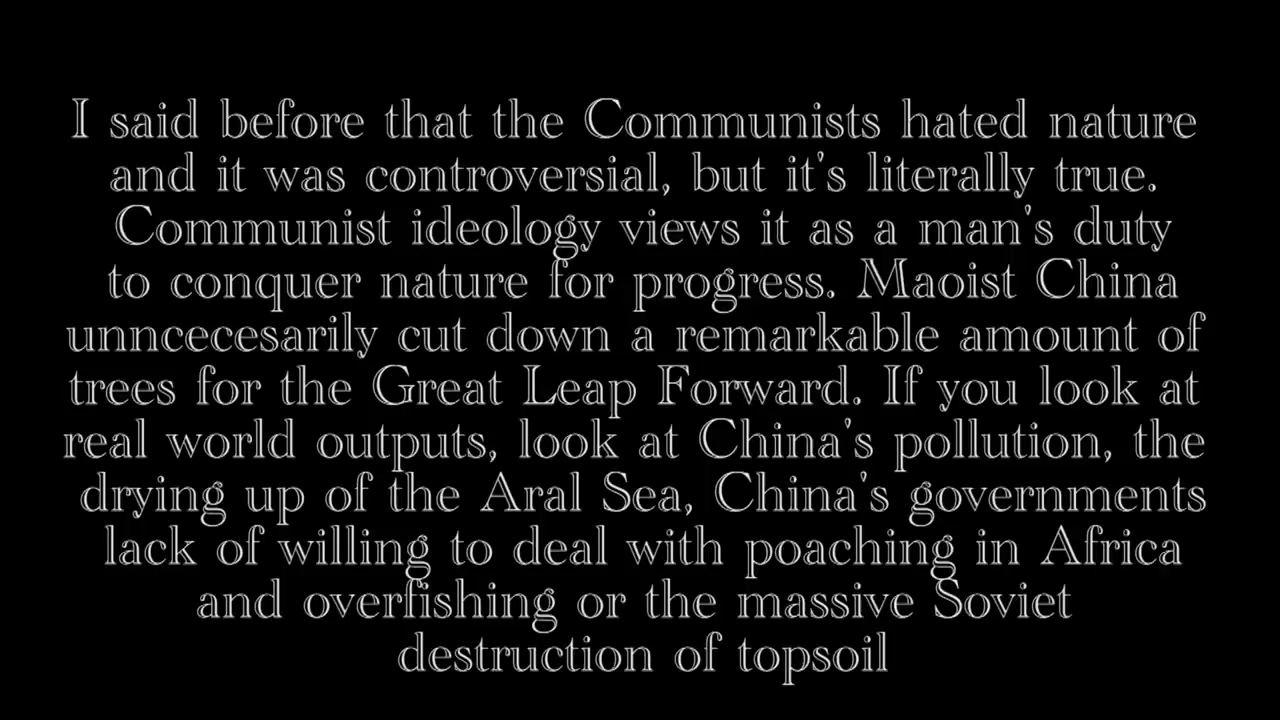 I said before that the Communists hated nature
and it was controversial, but it's literally true.
Communist ideology views it as a man's duty
to conquer nature for progress. Maoist China
unncecesarily cut down a remarkable amount of
trees for the Great Leap Forward. If you look at
real world outputs, look at China's pollution, the
drying up of the Aral Sea, China's governments
lack of willing to deal with poaching in Africa
and overfishing or the massive Soviet
destruction of topsoil